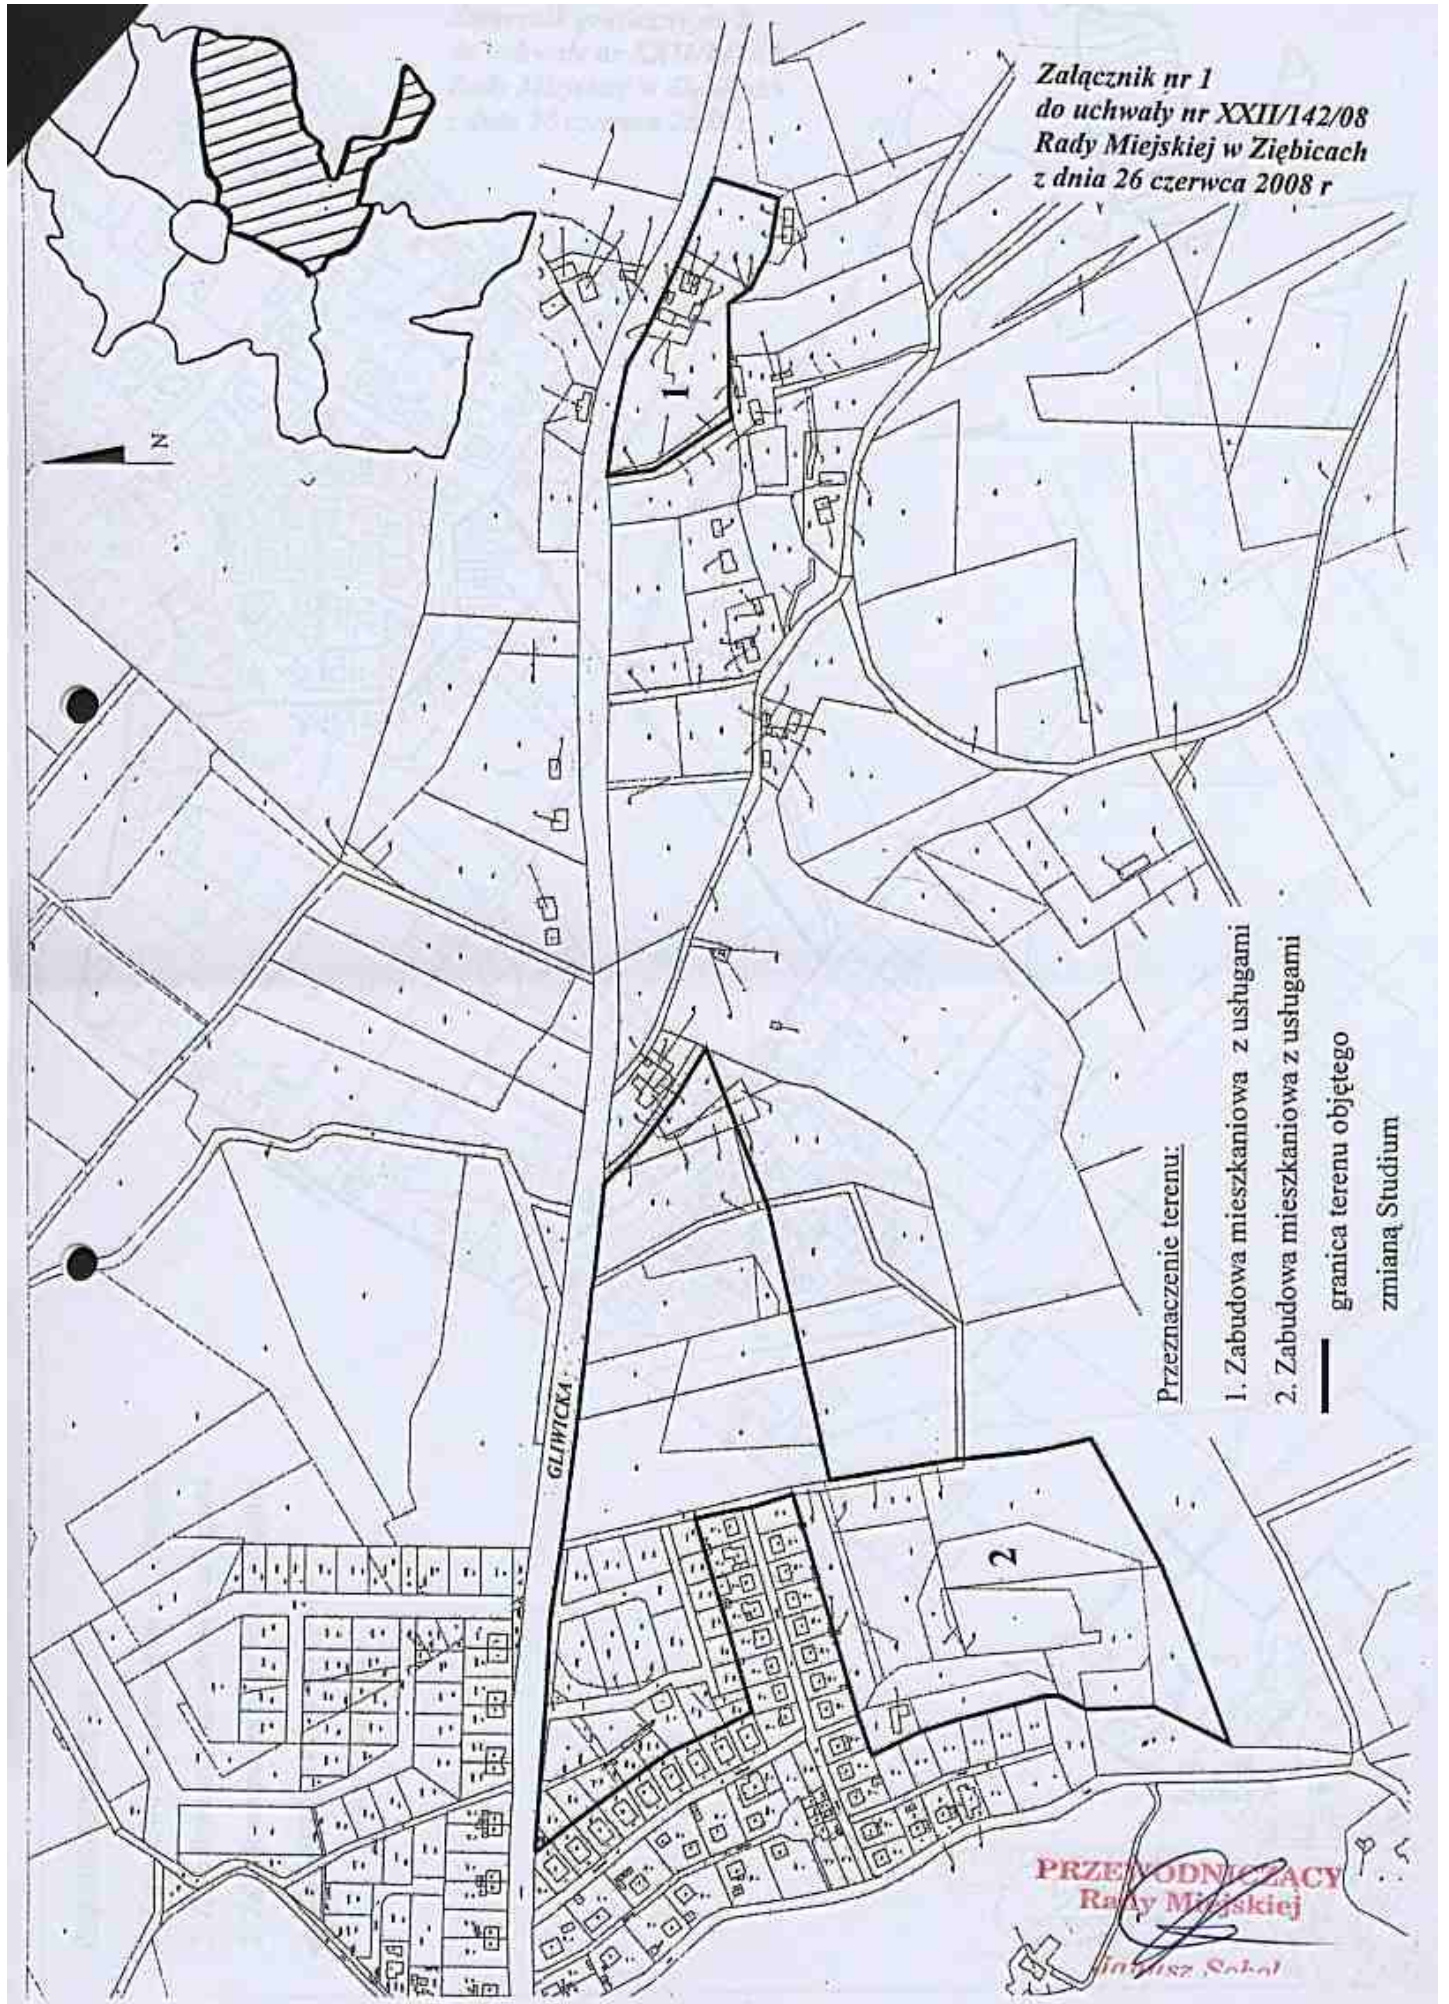 Załącznik nr 1
do uchwały nr XXII/142/08
Rady Miejskiej w Ziębicach
z dnia 26 czerwca 2008 r
N
1
GLIWICKA
2
Przeznaczenie terenu:
1. Zabudowa mieszkaniowa z usługami
2. Zabudowa mieszkaniowa z usługami
granica terenu objętego
zmianą Studium
PRZEWODNICZĄCY
Rady Miejskiej